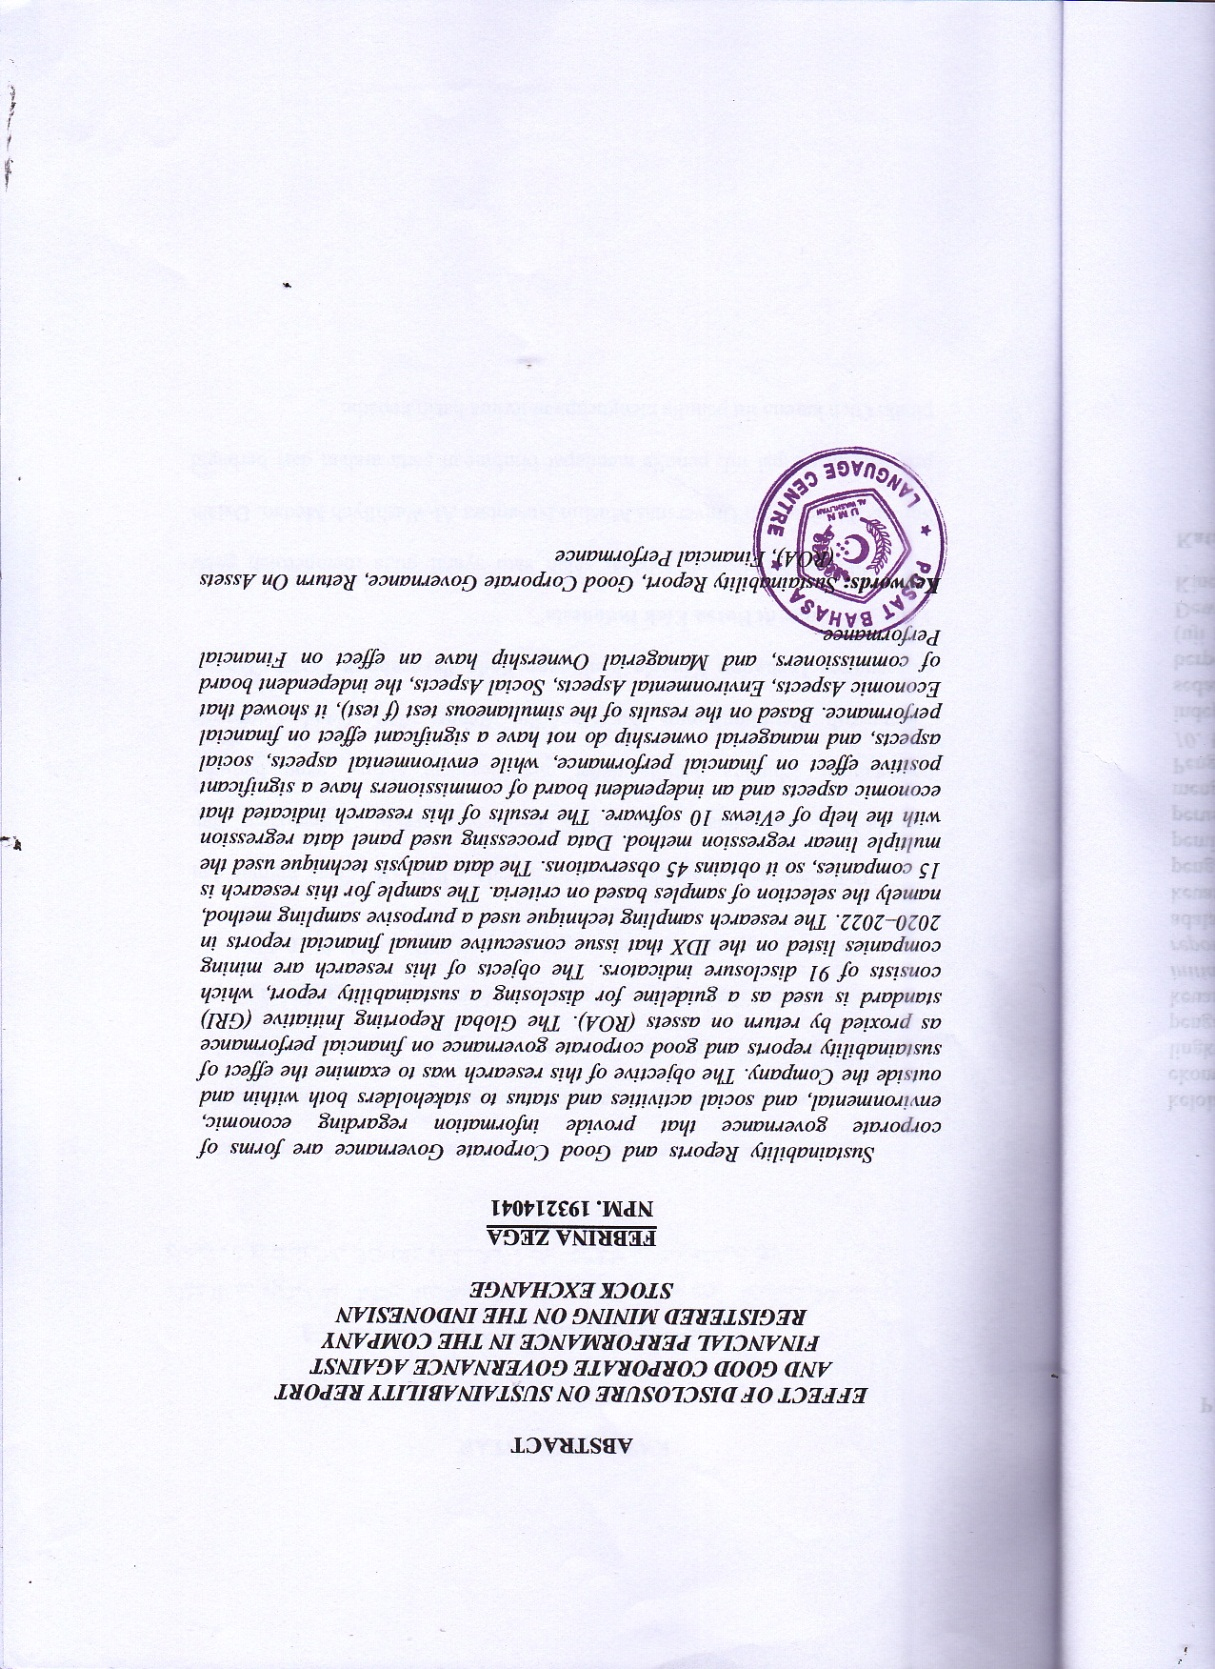 ABSTRACT
EFFECT OF DISCLOSURE ON SUSTAINABILITY REPORT
AND GOOD CORPORATE GOVERNANCE AGAINST
FINANCIAL PERFORMANCE IN THE COMPANY
REGISTERED MINING ON THE INDONESIAN
STOCK EXCHANGE
FEBRINA ZEGA
NPM. 193214041
Sustainability Reports and Good Corporate Governance are forms of
corporate governance that provide information regarding economic,
environmental, and social activities and status to stakeholders both within and
outside the Company. The objective of this research was to examine the effect of
sustainability reports and good corporate governance on financial performance
as proxied by return on assets (ROA). The Global Reporting Initiative (GRI)
standard is used as a guideline for disclosing a sustainability report, which
consists of 91 disclosure indicators. The objects of this research are mining
companies listed on the IDX that issue consecutive annual financial reports in
2020–2022. The research sampling technique used a purposive sampling method,
namely the selection of samples based on criteria. The sample for this research is
15 companies, so it obtains 45 observations. The data analysis technique used the
multiple linear regression method. Data processing used panel data regression
with the help of eViews 10 software. The results of this research indicated that
economic aspects and an independent board of commissioners have a significant
positive effect on financial performance, while environmental aspects, social
aspects, and managerial ownership do not have a significant effect on financial
performance. Based on the results of the simultaneous test (f test), it showed that
Economic Aspects, Environmental Aspects, Social Aspects, the independent board
of commissioners, and Managerial Ownership have an effect on Financial
Performance.
Keywords: Sustainability Report, Good Corporate Governance, Return On Assets
(ROA), Financial Performance
PUSAT BAHASA
LANGUAGE CENTRE
UMN
AL WASHLIYAH